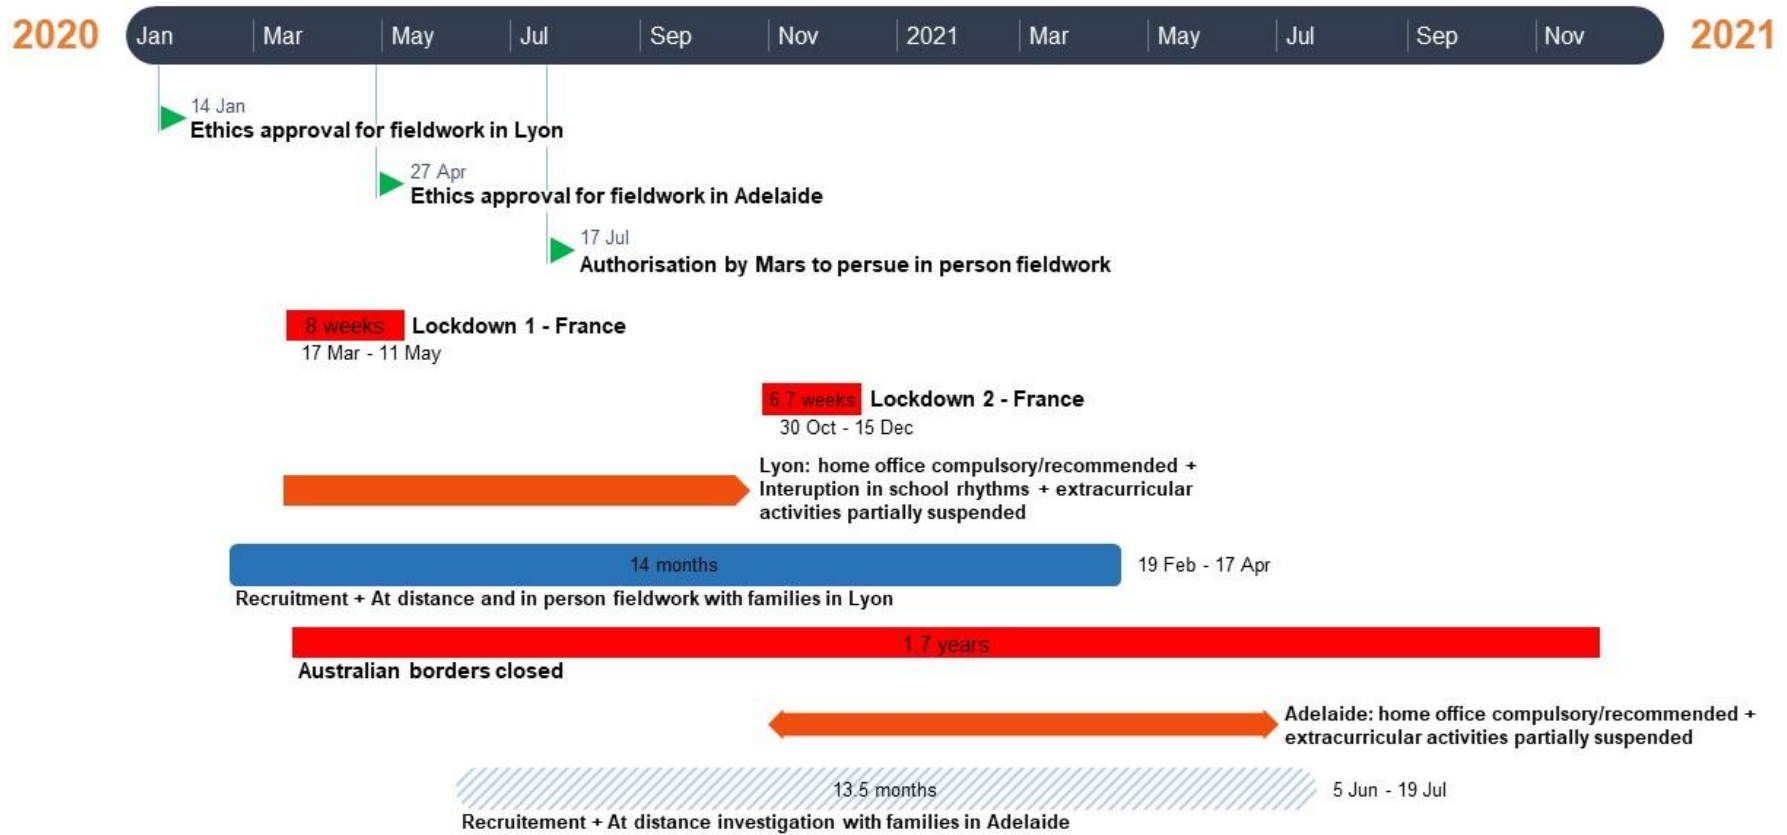 2020 Jan Mar May Jul Sep Nov 2021 Mar May Jul Sep Nov 2021
14 Jan
Ethics approval for fieldwork in Lyon
27 Apr
Ethics approval for fieldwork in Adelaide
17 Jul
Authorisation by Mars to persue in person fieldwork
8 weeks Lockdown 1 - France
17 Mar - 11 May
6.7 weeks Lockdown 2 - France
30 Oct - 15 Dec
Lyon: home office compulsory/recommended +
Interuption in school rhythms + extracurricular
activities partially suspended
14 months 19 Feb - 17 Apr
Recruitment + At distance and in person fieldwork with families in Lyon
1.7 years
Australian borders closed
Adelaide: home office compulsory/recommended +
extracurricular activities partially suspended
13.5 months 5 Jun - 19 Jul
Recruitement + At distance investigation with families in Adelaide